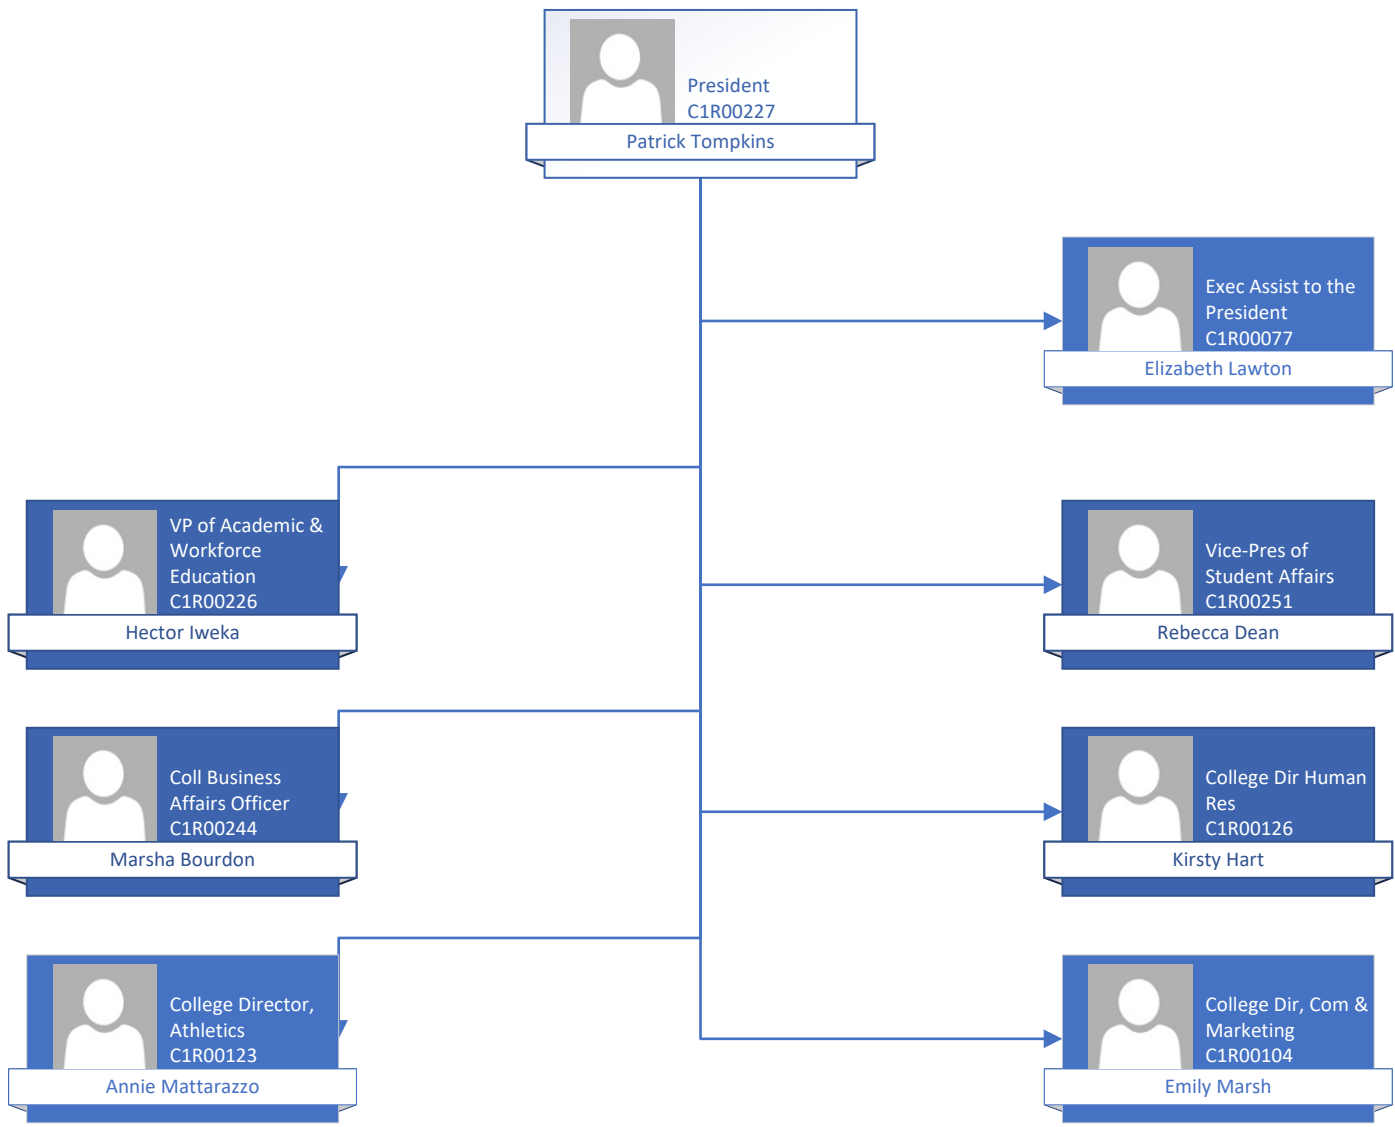 President
C1R00227
Patrick Tompkins
Exec Assist to the
President
C1R00077
Elizabeth Lawton
VP of Academic &
Workforce
Education
C1R00226
Hector Iweka
Vice-Pres of
Student Affairs
C1R00251
Rebecca Dean
Coll Business
Affairs Officer
C1R00244
Marsha Bourdon
College Dir Human
Res
C1R00126
Kirsty Hart
College Director,
Athletics
C1R00123
Annie Mattarazzo
College Dir, Com &
Marketing
C1R00104
Emily Marsh